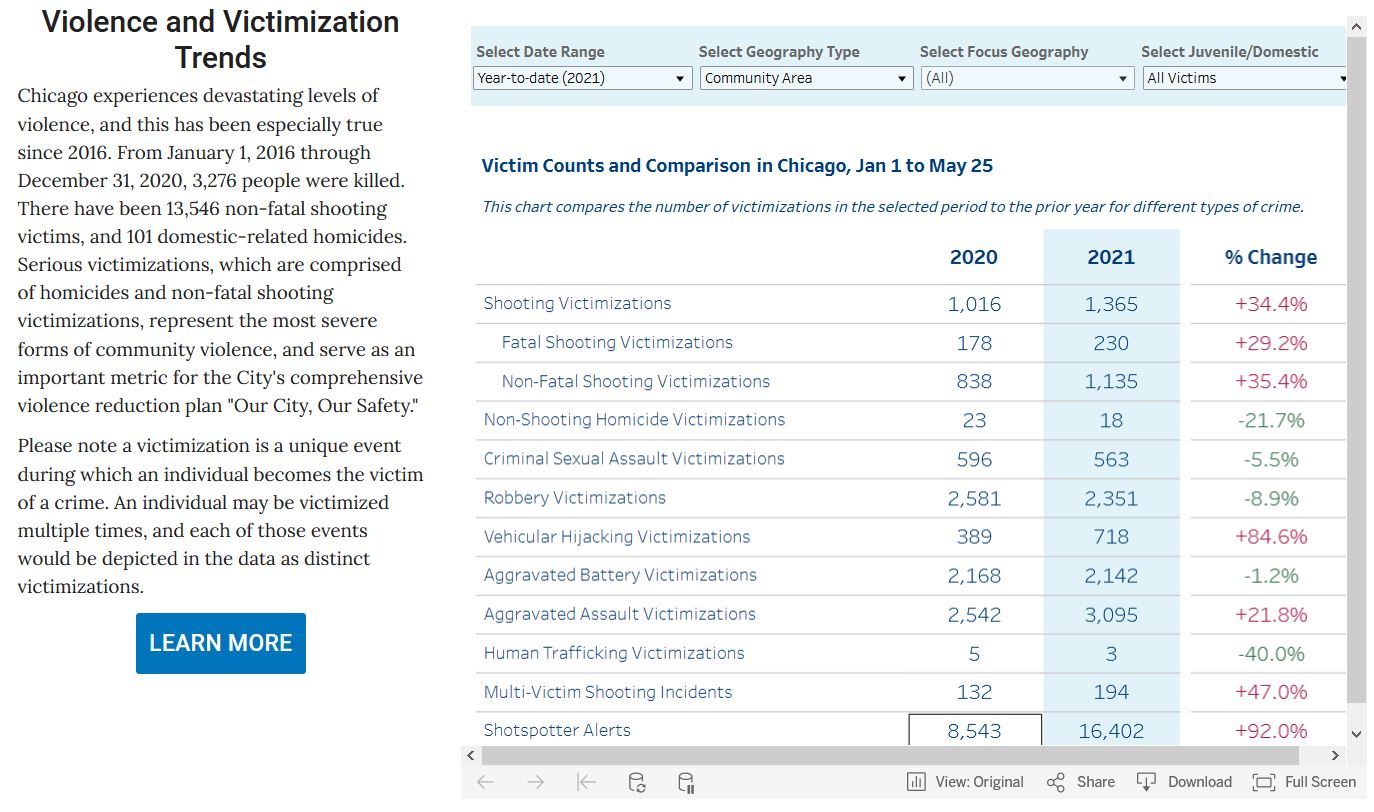 Violence and Victimization
Trends
Chicago experiences devastating levels of
violence, and this has been especially true
since 2016. From January 1, 2016 through
December 31, 2020, 3,276 people were killed.
There have been 13,546 non-fatal shooting
victims, and 101 domestic-related homicides.
Serious victimizations, which are comprised
of homicides and non-fatal shooting
victimizations, represent the most severe
forms of community violence, and serve as an
important metric for the City's comprehensive
violence reduction plan "Our City, Our Safety."
Please note a victimization is a unique event
during which an individual becomes the victim
of a crime. An individual may be victimized
multiple times, and each of those events
would be depicted in the data as distinct
victimizations.
LEARN MORE
Select Date Range Select Geography Type Select Focus Geography Select Juvenile/Domestic
Year-to-date (2021) Community Area (All) All Victims
Victim Counts and Comparison in Chicago, Jan 1 to May 25
This chart compares the number of victimizations in the selected period to the prior year for different types of crime.
2020 2021 % Change
Shooting Victimizations 1,016 1,365 +34.4%
Fatal Shooting Victimizations 178 230 +29.2%
Non-Fatal Shooting Victimizations 838 1,135 +35.4%
Non-Shooting Homicide Victimizations 23 18 -21.7%
Criminal Sexual Assault Victimizations 596 563 -5.5%
Robbery Victimizations 2,581 2,351 -8.9%
Vehicular Hijacking Victimizations 389 718 +84.6%
Aggravated Battery Victimizations 2,168 2,142 -1.2%
Aggravated Assault Victimizations 2,542 3,095 +21.8%
Human Trafficking Victimizations 5 3 -40.0%
Multi-Victim Shooting Incidents 132 194 +47.0%
Shotspotter Alerts 8,543 16,402 +92.0%
View: Original Share Download Full Screen